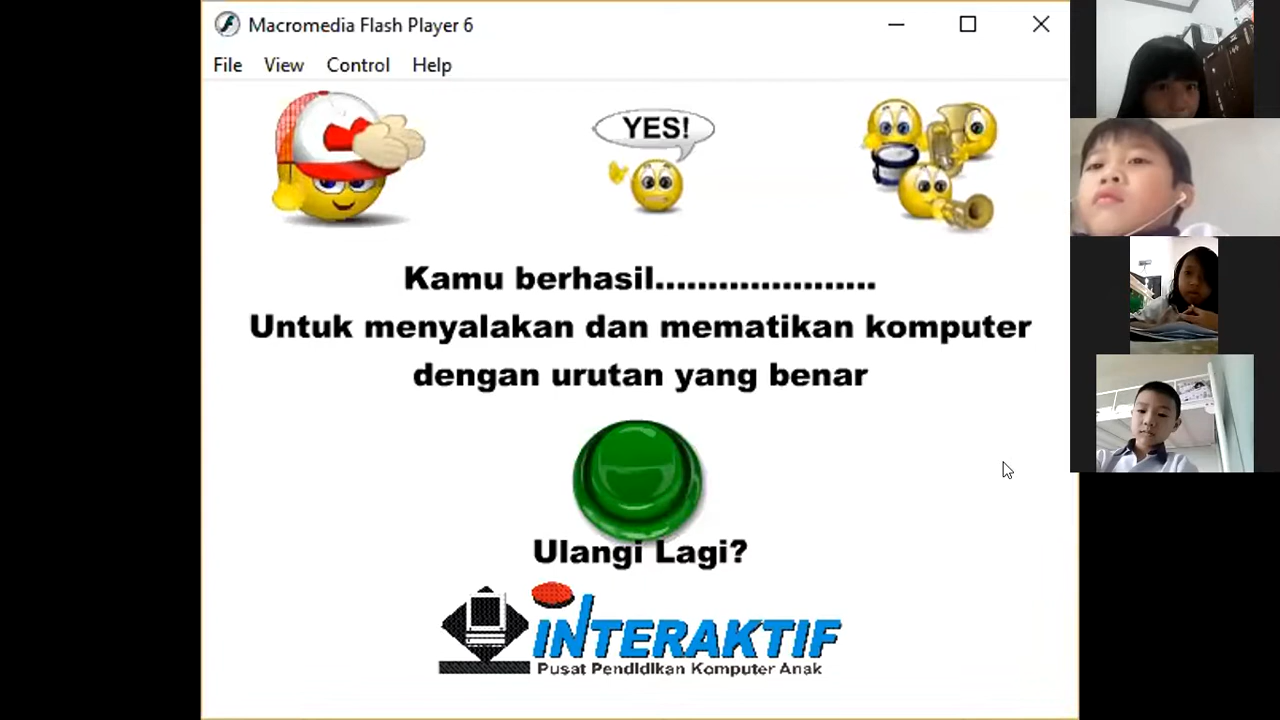 Macromedia Flash Player 6
File View Control Help
YES!
Kamu berhasil.....................
Untuk menyalakan dan mematikan komputer
dengan urutan yang benar
Ulangi Lagi?
iNTERAKTIF
Pusat Pendidikan Komputer Anak